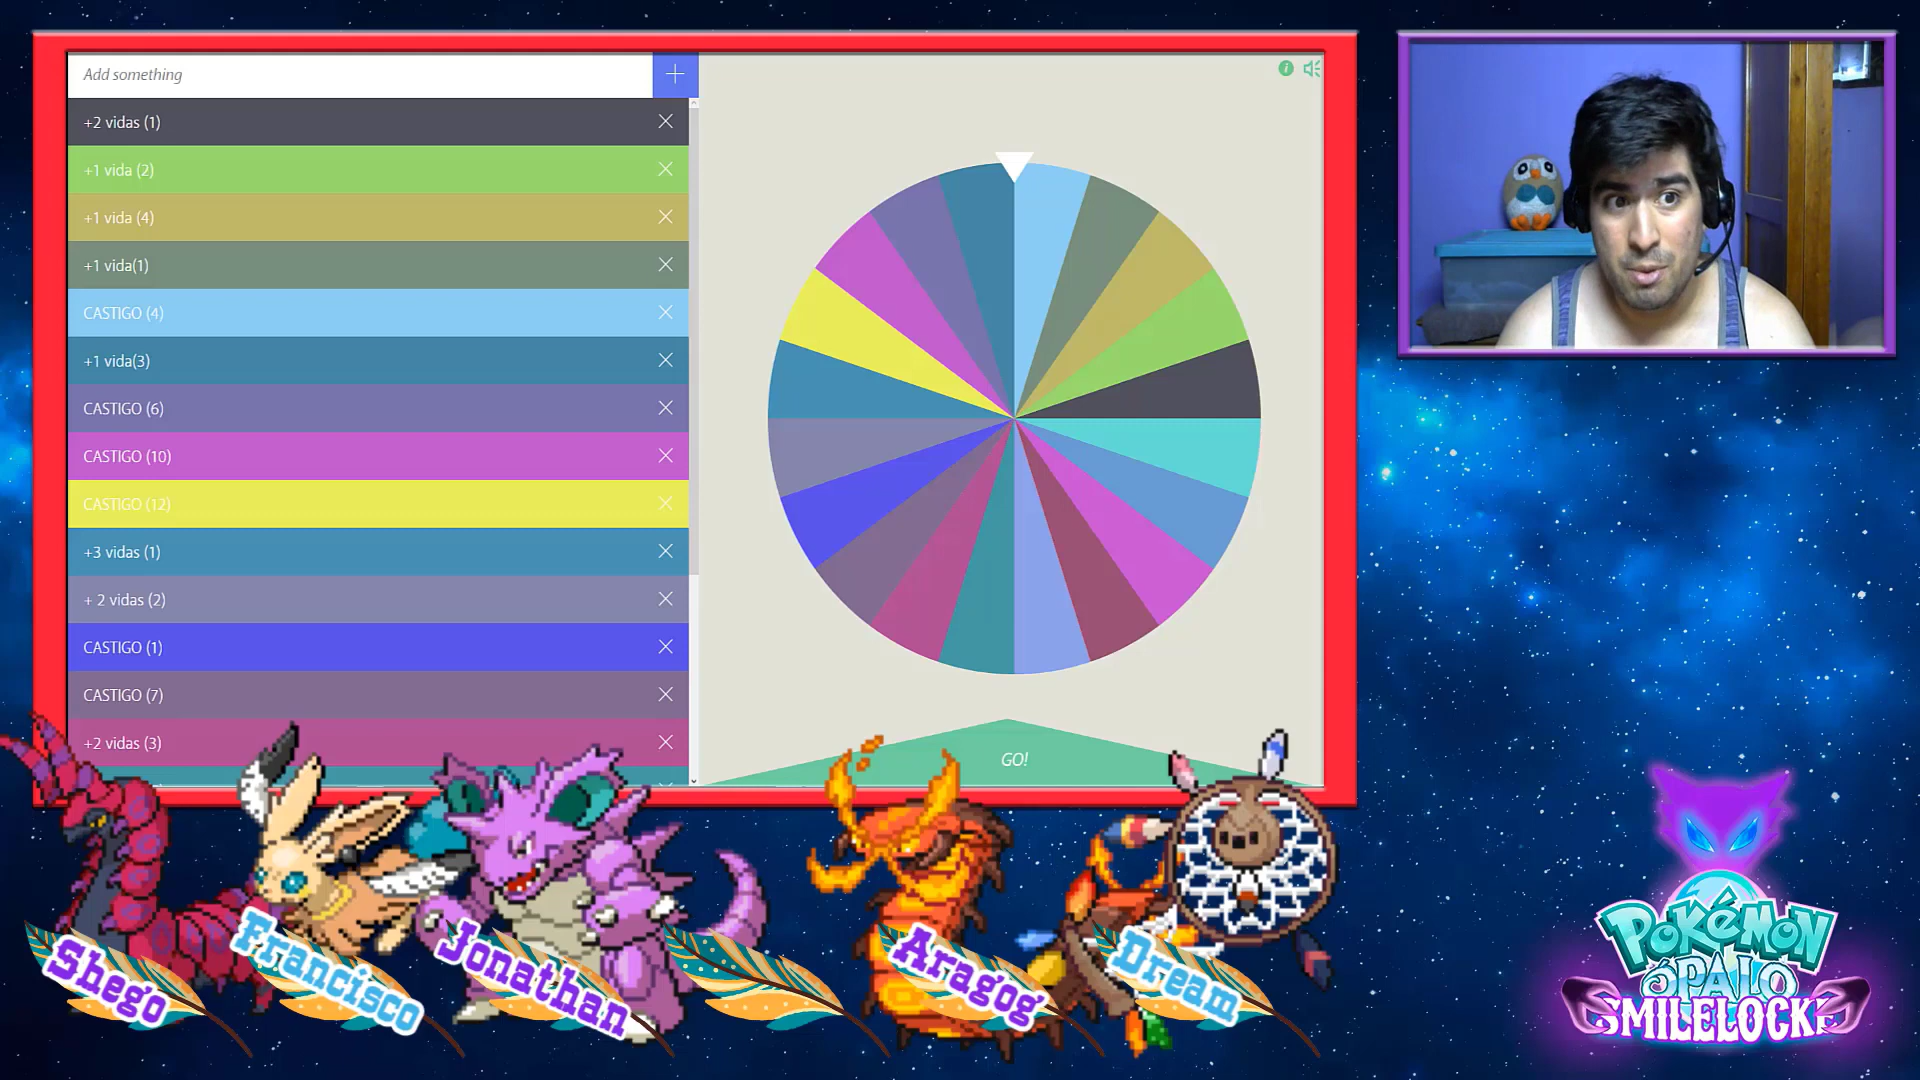 Add something
+2 vidas (1)
+1 vida (2)
+1 vida (4)
+1 vida(1)
CASTIGO (4)
+1 vida(3)
CASTIGO (6)
CASTIGO (10)
CASTIGO (12)
+3 vidas (1)
+ 2 vidas (2)
CASTIGO (1)
CASTIGO (7)
+2 vidas (3)
GO!
Shego
Francisco
Jonathan
Aragog
Dream
POKÉMON
ÓPALO
SMILELOCKE